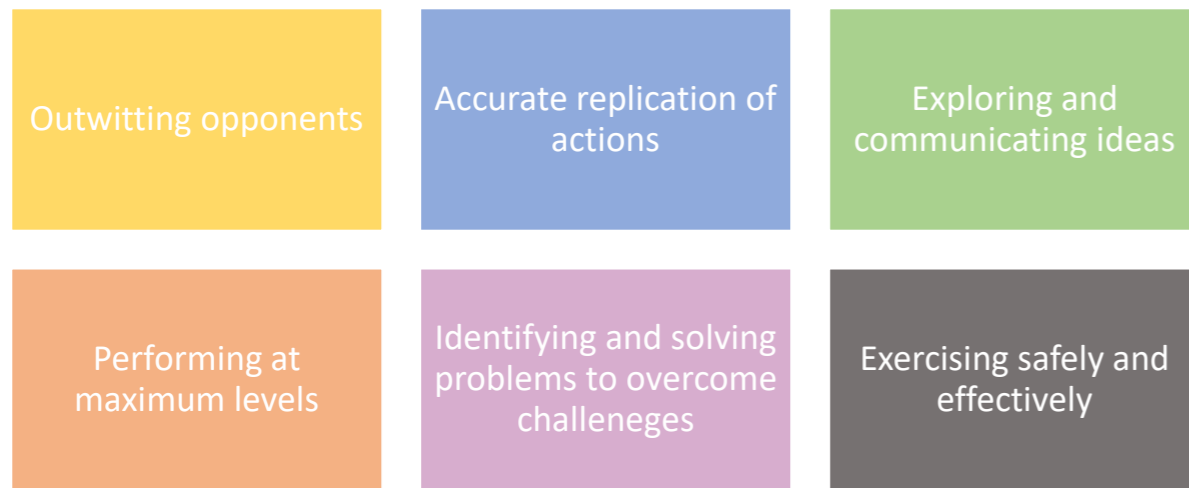 Outwitting opponents
Accurate replication of
actions
Exploring and
communicating ideas
Performing at
maximum levels
Identifying and solving
problems to overcome
challeneges
Exercising safely and
effectively